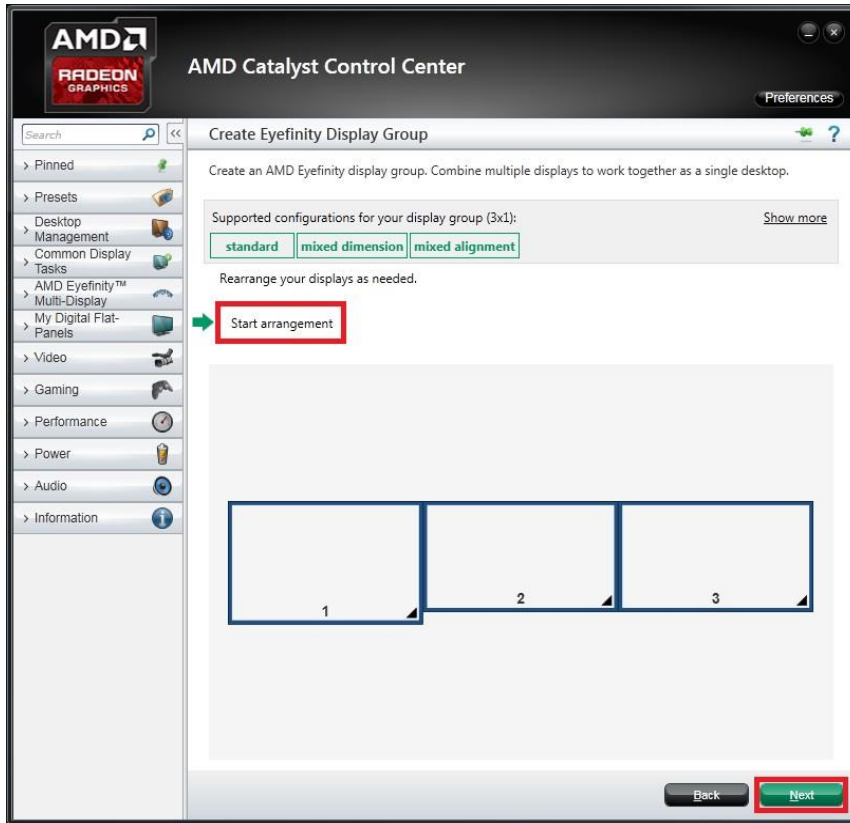 AMD
RADEON
GRAPHICS
AMD Catalyst Control Center
Preferences
Search
<<
Create Eyefinity Display Group
?
> Pinned
> Presets
> Desktop
Management
> Common Display
Tasks
> AMD Eyefinity™
Multi-Display
> My Digital Flat-
Panels
> Video
> Gaming
> Performance
> Power
> Audio
> Information
Create an AMD Eyefinity display group. Combine multiple displays to work together as a single desktop.
Supported configurations for your display group (3x1):
Show more
standard mixed dimension mixed alignment
Rearrange your displays as needed.
Start arrangement
1 2 3
Back Next